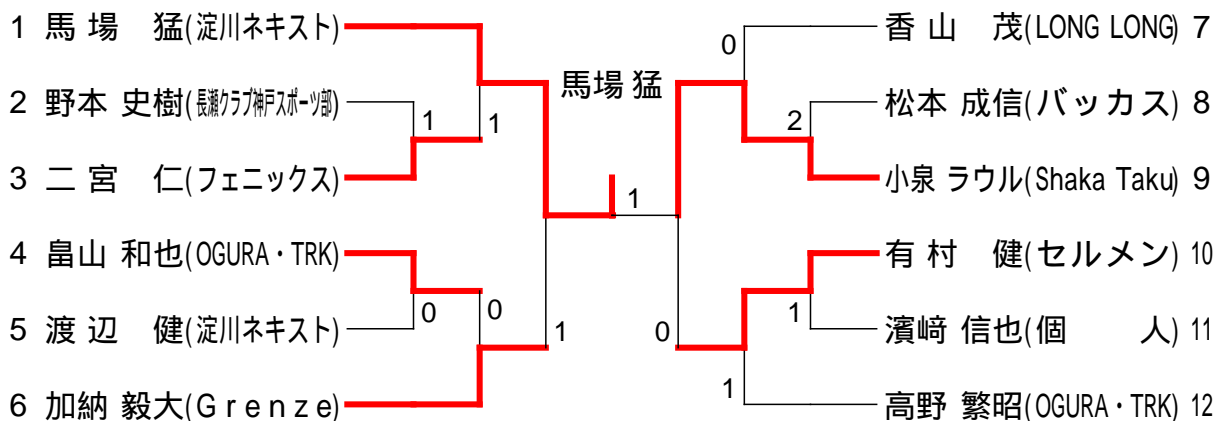 1 馬場 猛(淀川ネキスト)
2 野本 史樹(長瀬クラブ神戸スポーツ部)
3 二宮 仁(フェニックス)
4 畠山 和也(OGURA・TRK)
5 渡辺 健(淀川ネキスト)
6 加納 毅大(Grenze)
1
1
0
0
1
馬場 猛
1
0
2
0
1
1
香山 茂(LONG LONG) 7
松本 成信(バッカス) 8
小泉 ラウル(Shaka Taku) 9
有村 健(セルメン) 10
濱﨑 信也(個 人) 11
高野 繁昭(OGURA・TRK) 12